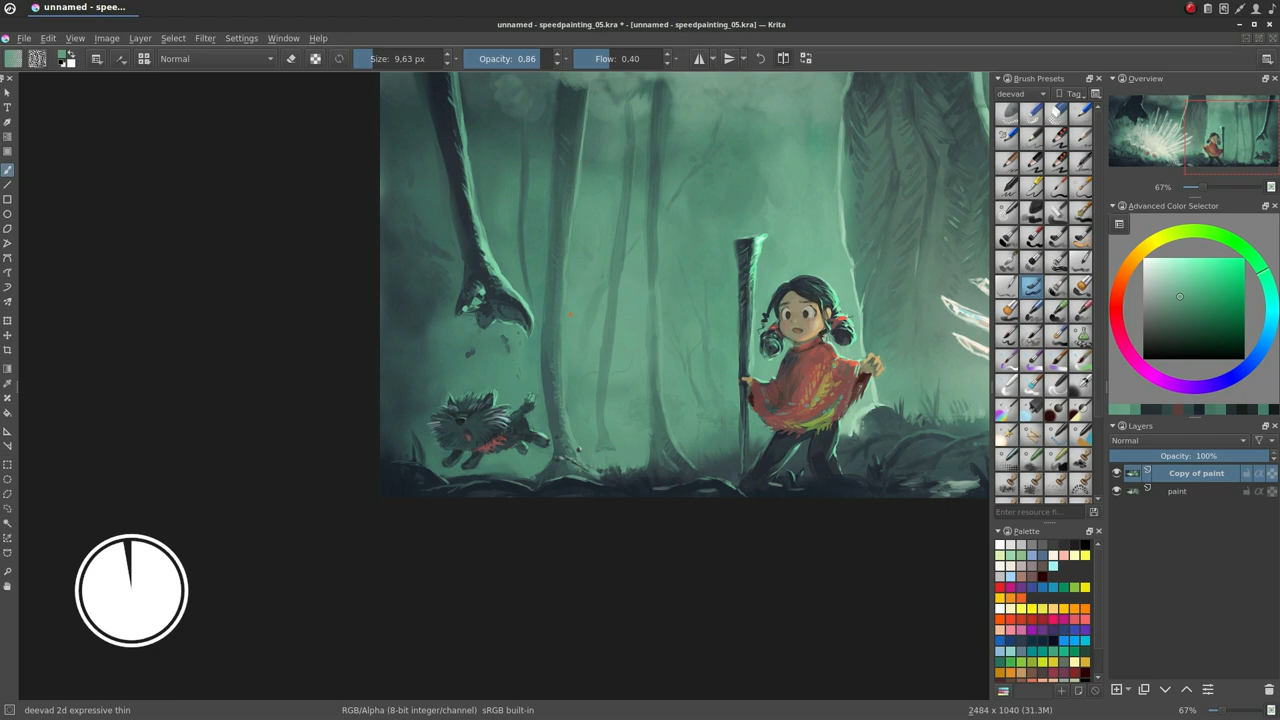 unnamed - spee...
unnamed - speedpainting_05.kra * - [unnamed - speedpainting_05.kra] — Krita
File Edit View Image Layer Select Filter Settings Window Help
Normal Size: 9,63 px Opacity: 0,86 Flow: 0,40
Brush Presets
deevad Tag
Enter resource fi...
Palette
Overview
67%
Advanced Color Selector
Layers
Normal
Opacity: 100%
Copy of paint
paint
deevad 2d expressive thin RGB/Alpha (8-bit integer/channel) sRGB built-in 2484 x 1040 (31.3M) 67%